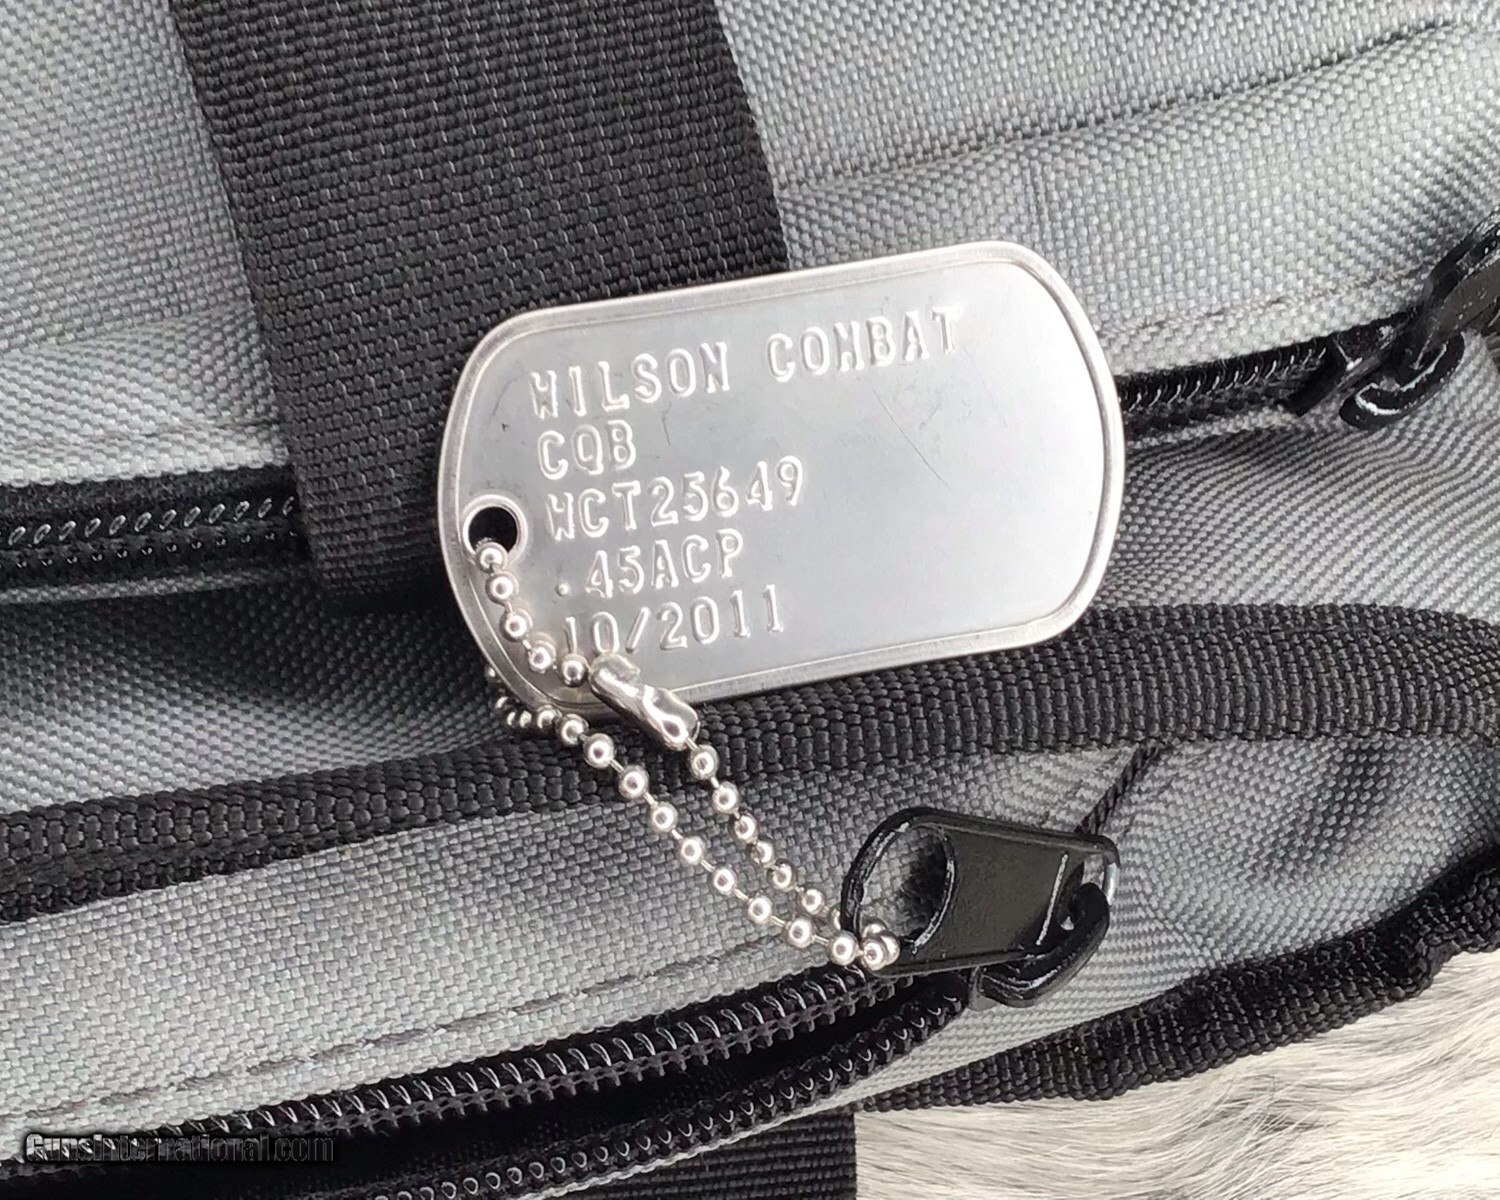 WILSON COMBAT
CQB
WCT25649
.45ACP
10/2011
GunsInternational.com